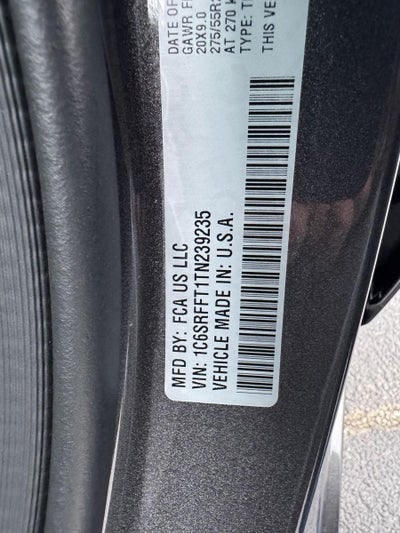 DATE OF
GAWR F
20X9.0
275/55R
AT 270 K
TYPE: T
THIS VE
MFD BY: FCA US LLC
VIN: 1C6SRFFT1TN239235
VEHICLE MADE IN: U.S.A.